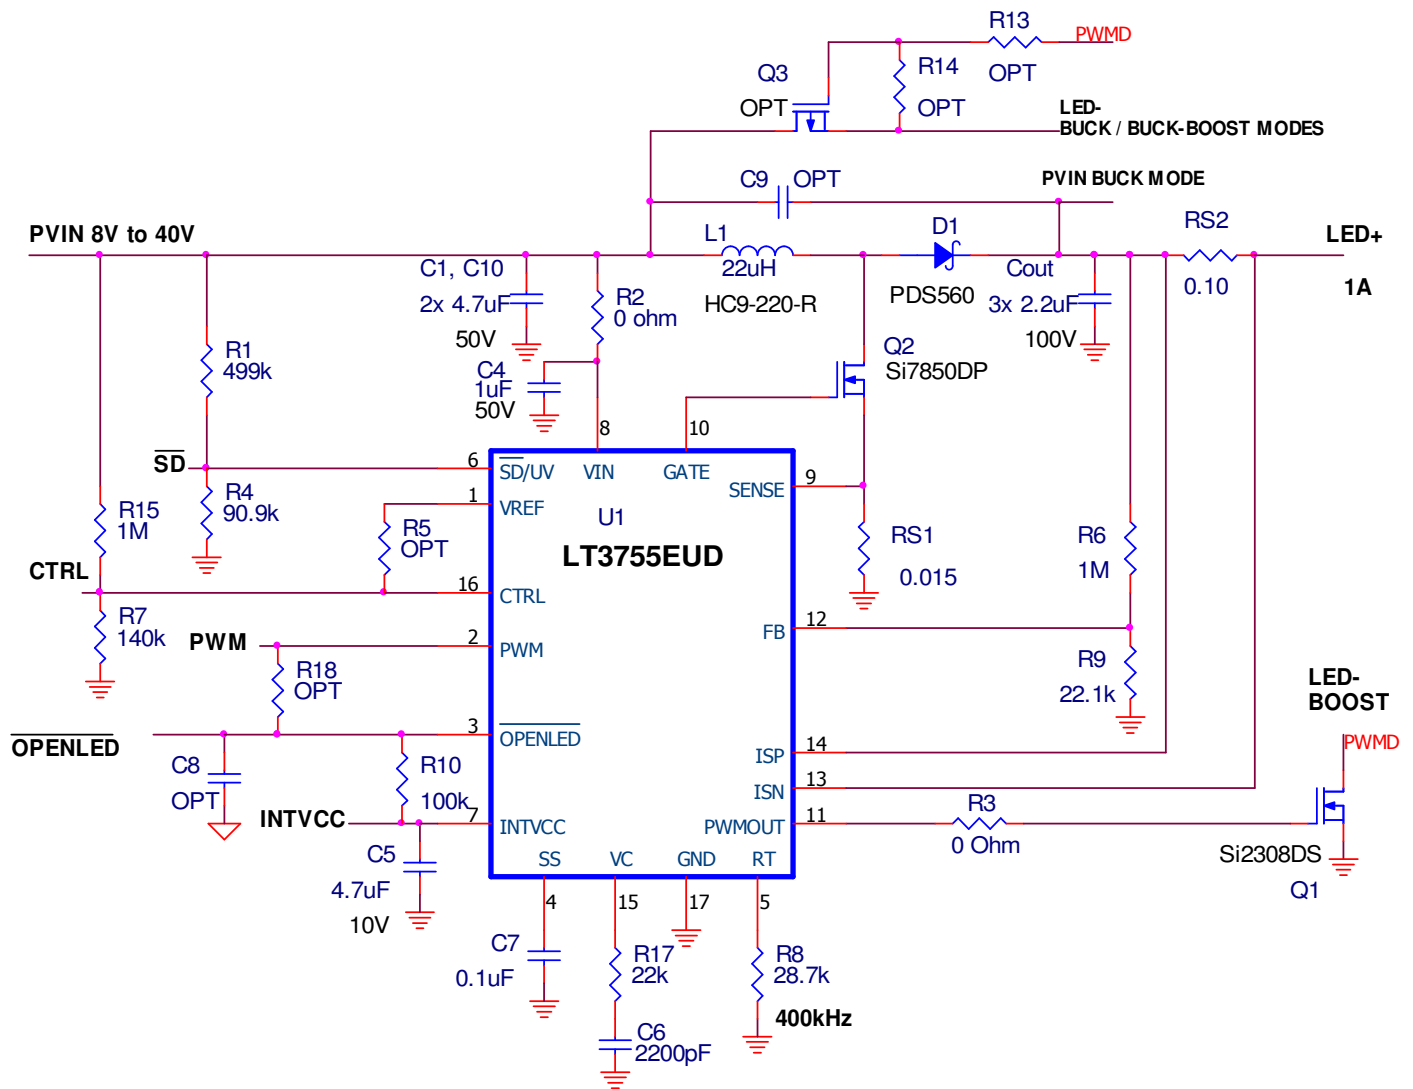 R13
PWMD
OPT
Q3
OPT
R14
OPT
LED-
BUCK / BUCK-BOOST MODES
C9
OPT
PVIN BUCK MODE
PVIN 8V to 40V
L1
22uH
HC9-220-R
D1
PDS560
RS2
0.10
LED+
1A
C1, C10
2x 4.7uF
50V
R2
0 ohm
Cout
3x 2.2uF
100V
R1
499k
C4
1uF
50V
Q2
Si7850DP
8
10
SD
6
SD/UV
VIN
GATE
SENSE
9
R4
90.9k
1
VREF
R15
1M
R5
OPT
U1
LT3755EUD
RS1
0.015
R6
1M
CTRL
16
CTRL
R7
140k
FB
12
PWM
2
PWM
R18
OPT
R9
22.1k
LED-
BOOST
OPENLED
3
OPENLED
ISP
14
PWMD
C8
OPT
R10
100k
ISN
13
INTVCC
7
INTVCC
PWMOUT
11
R3
0 Ohm
Si2308DS
Q1
SS
VC
GND
RT
C5
4.7uF
10V
4
15
17
5
C7
0.1uF
R17
22k
R8
28.7k
400kHz
C6
2200pF